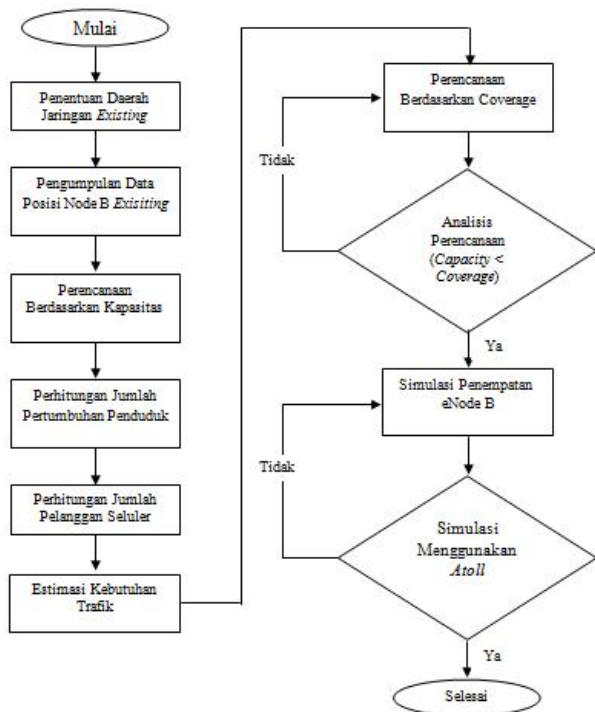 Mulai
Penentuan Daerah
Jaringan Existing
Pengumpulan Data
Posisi Node B Exisiting
Perencanaan
Berdasarkan Kapasitas
Perhitungan Jumlah
Pertumbuhan Penduduk
Perhitungan Jumlah
Pelanggan Seluler
Estimasi Kebutuhan
Trafik
Perencanaan
Berdasarkan Coverage
Tidak
Analisis
Perencanaan
(Capacity <
Coverage)
Ya
Simulasi Penempatan
eNode B
Tidak
Simulasi
Menggunakan
Atoll
Ya
Selesai